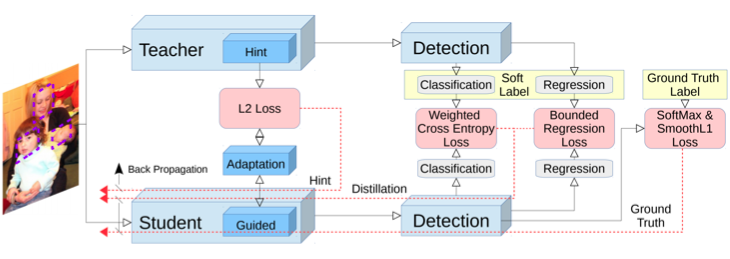 Teacher
Hint
Detection
Classification
Soft
Label
Regression
Ground Truth
Label
L2 Loss
Weighted
Cross Entropy
Loss
Bounded
Regression
Loss
SoftMax &
SmoothL1
Loss
Back Propagation
Adaptation
Classification
Regression
Hint
Distillation
Student
Guided
Detection
Ground
Truth